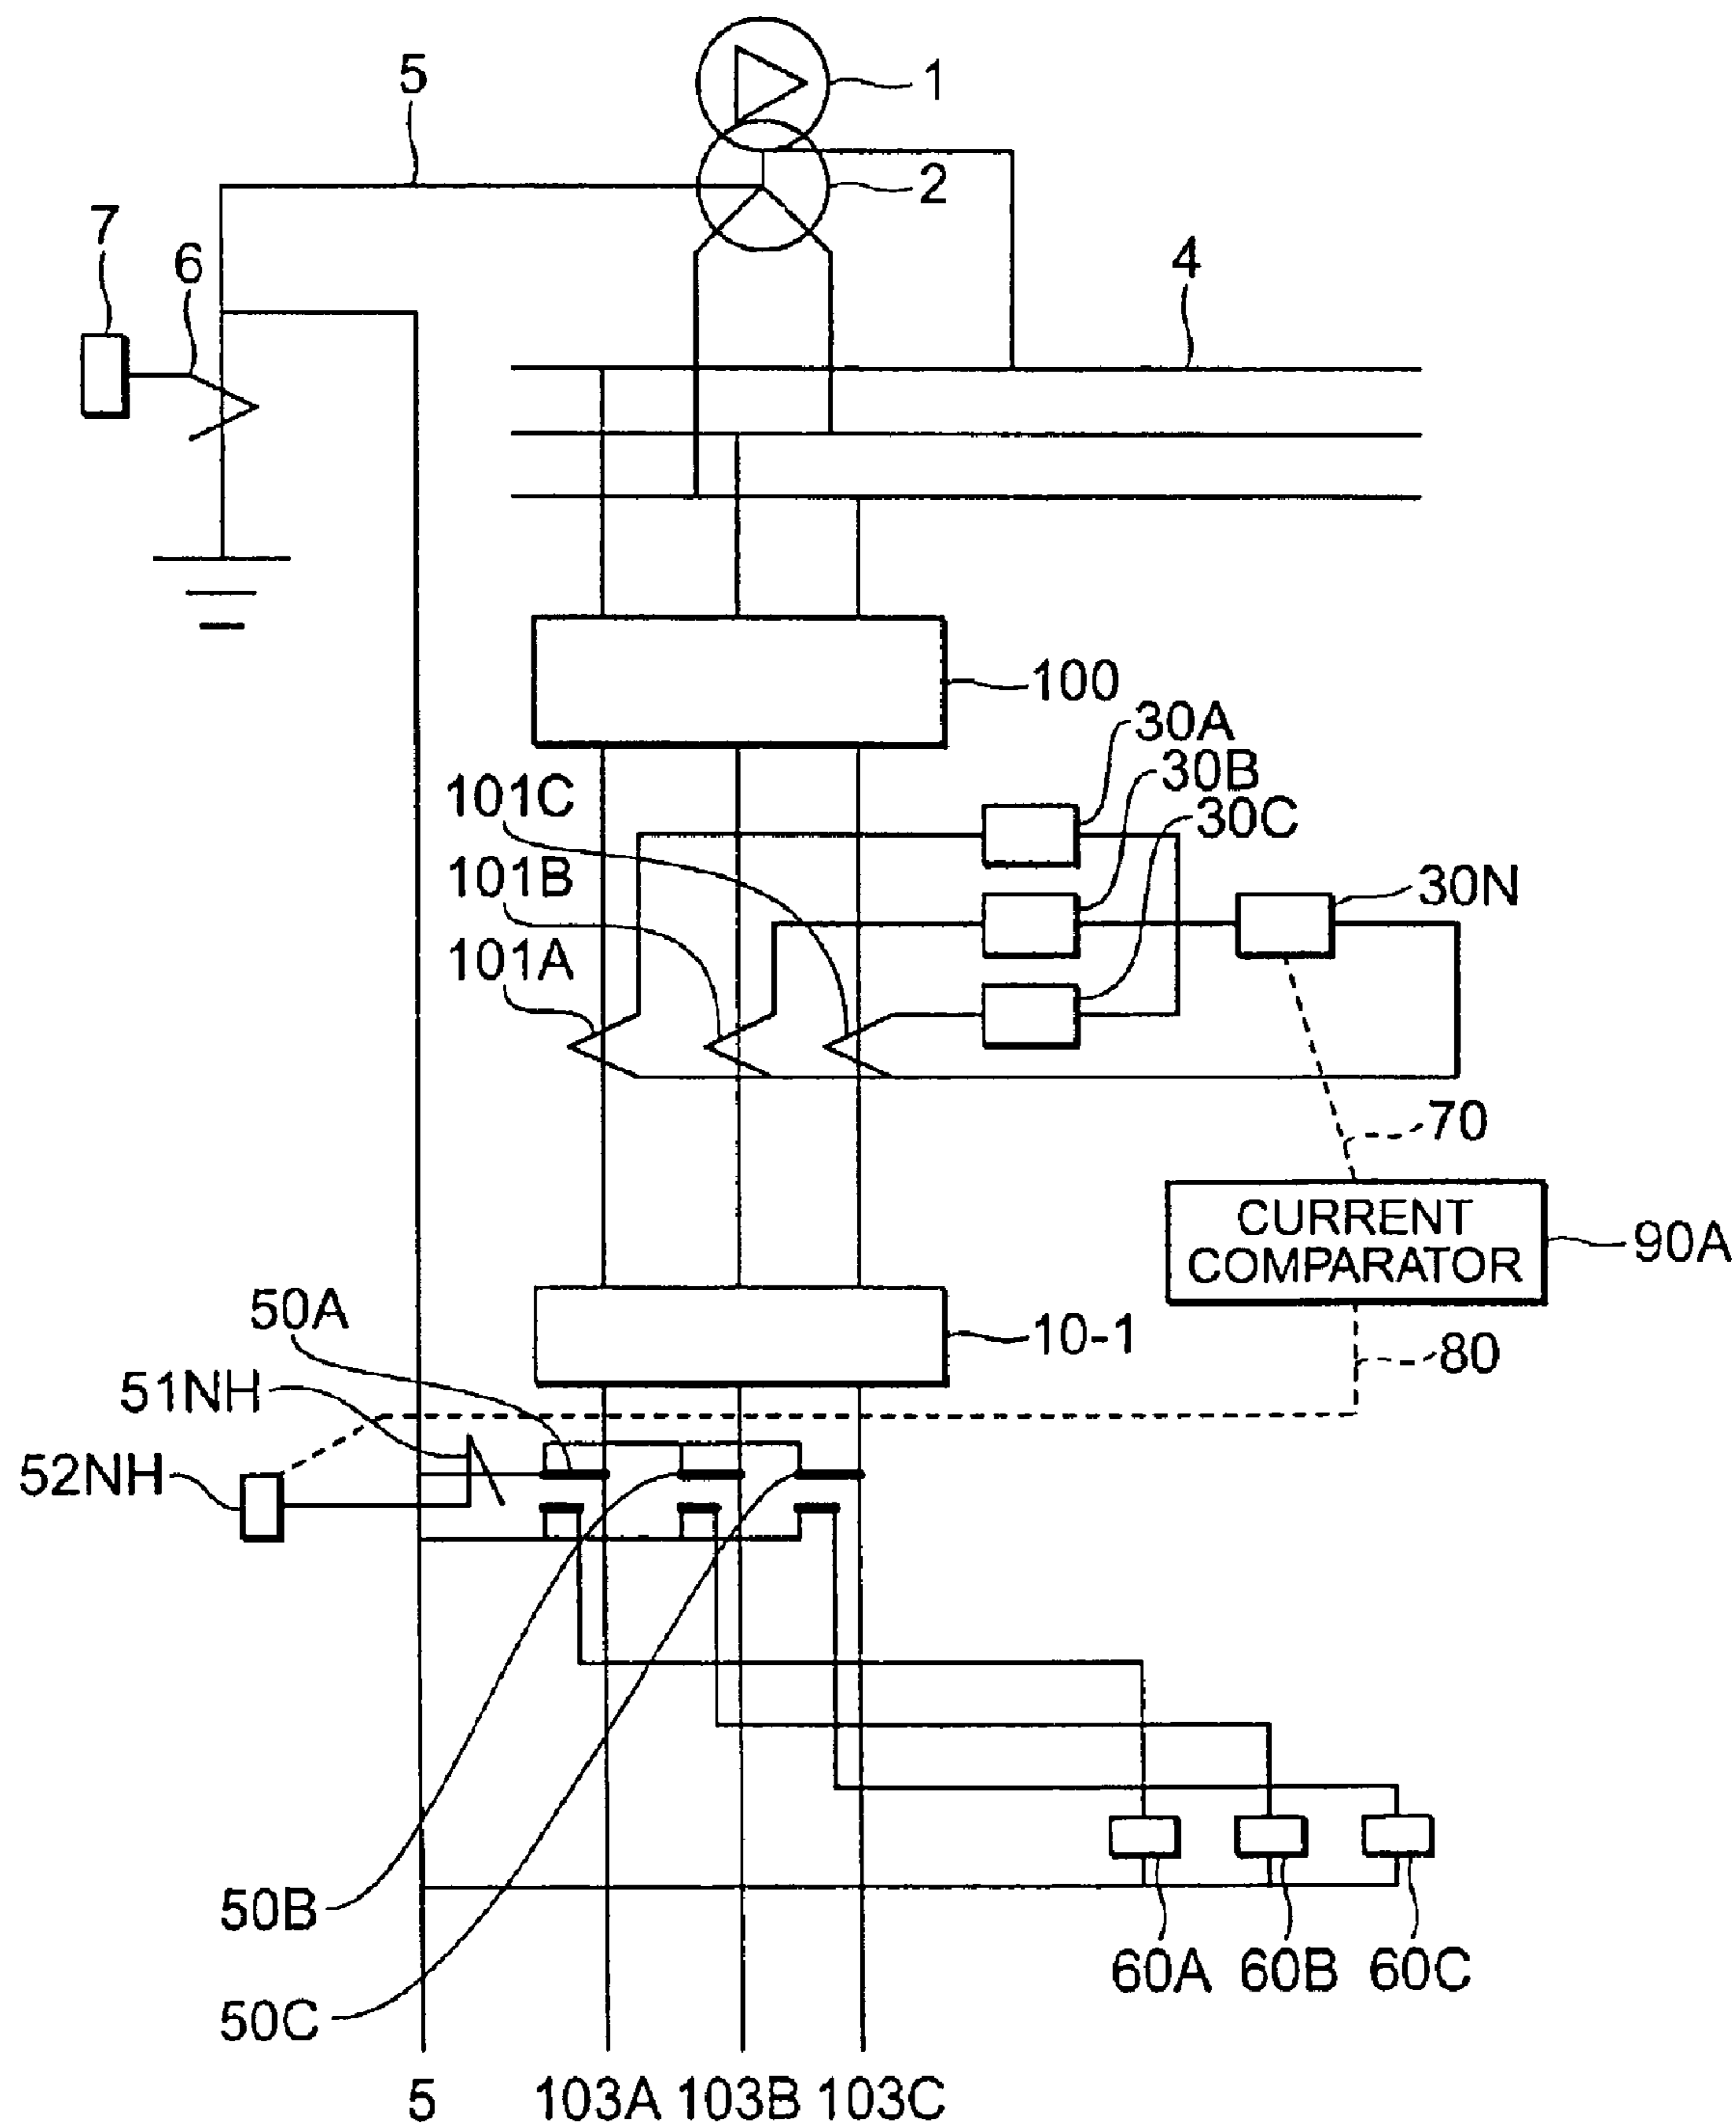 1
5
2
7
6
4
100
30A
30B
101C
30C
101B
30N
101A
70
CURRENT
COMPARATOR
90A
50A
10-1
80
51NH
52NH
50B
60A 60B 60C
50C
5 103A 103B 103C